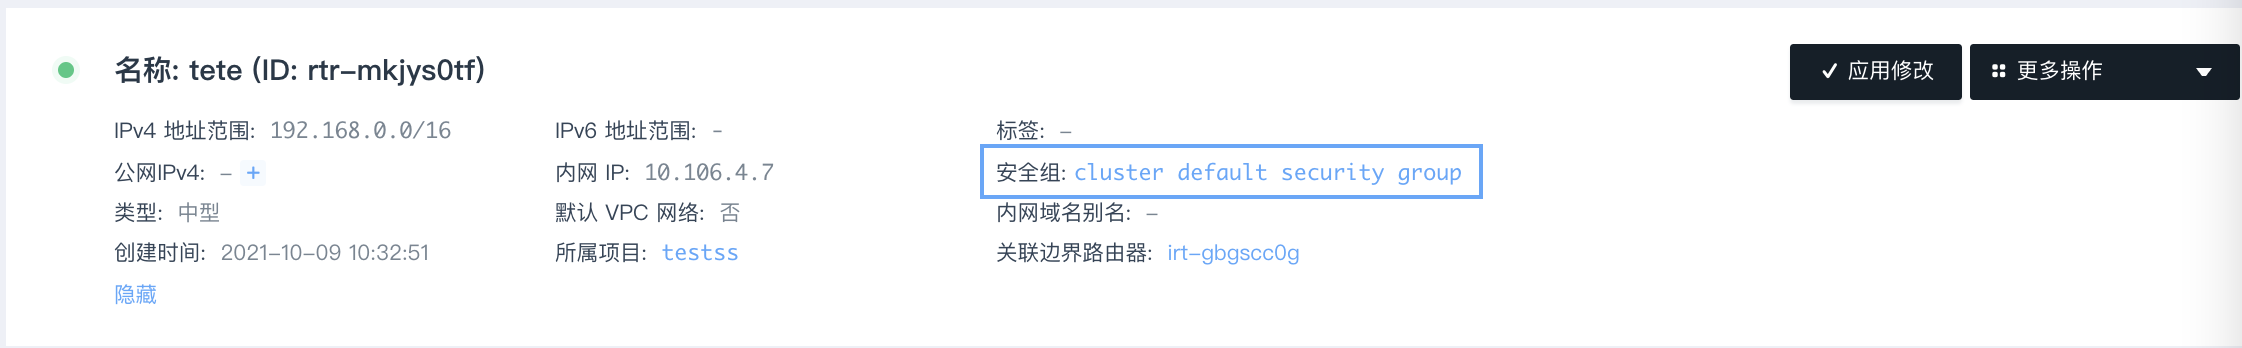 名称: tete (ID: rtr-mkjys0tf)
应用修改
更多操作
IPv4 地址范围: 192.168.0.0/16 IPv6 地址范围: - 标签: –
公网IPv4: – + 内网 IP: 10.106.4.7 安全组: cluster default security group
类型: 中型 默认 VPC 网络: 否 内网域名别名: –
创建时间: 2021-10-09 10:32:51 所属项目: testss 关联边界路由器: irt-gbgscc0g
隐藏